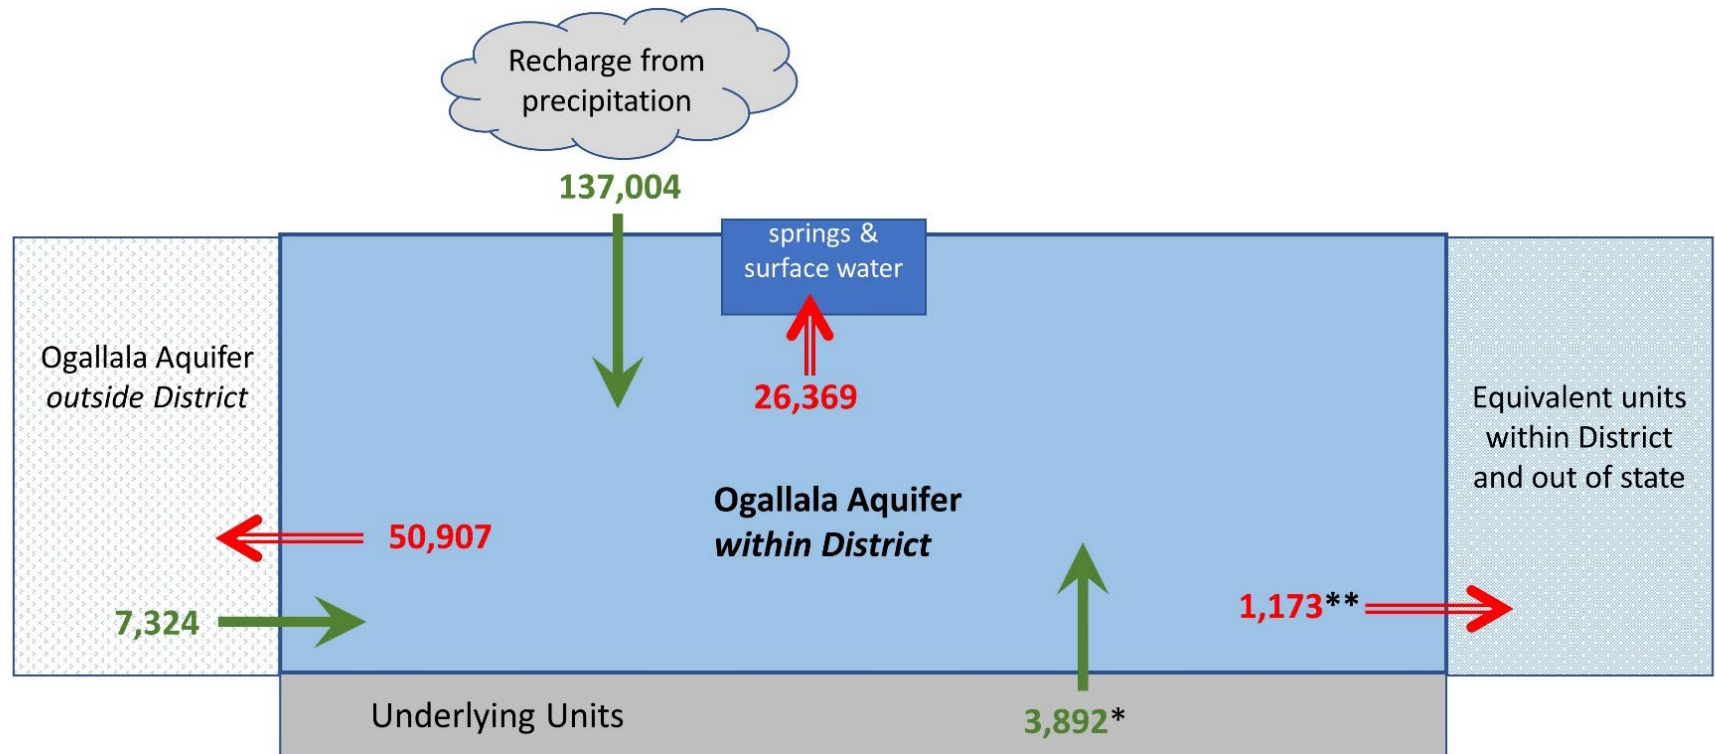 Recharge from
precipitation
137,004
springs &
surface water
26,369
Ogallala Aquifer
outside District
Equivalent units
within District
and out of state
Ogallala Aquifer
within District
50,907
7,324
1,173**
Underlying Units
3,892*